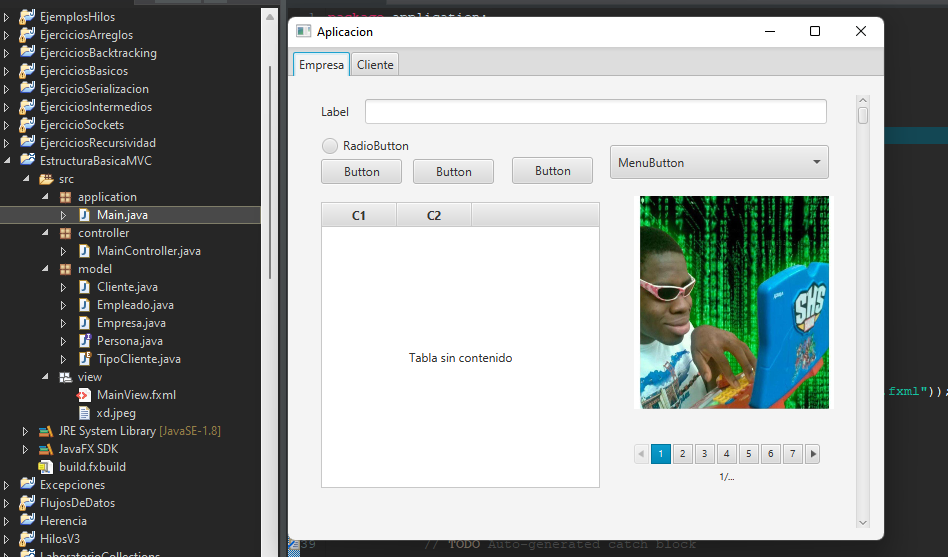 EjemplosHilos
EjerciciosArreglos
EjerciciosBacktracking
EjerciciosBasicos
EjercicioSerializacion
EjerciciosIntermedios
EjercicioSockets
EjerciciosRecursividad
EstructuraBasicaMVC
src
application
Main.java
controller
MainController.java
model
Cliente.java
Empleado.java
Empresa.java
Persona.java
TipoCliente.java
view
MainView.fxml
xd.jpeg
JRE System Library [JavaSE-1.8]
JavaFX SDK
build.fxbuild
Excepciones
FlujosDeDatos
Herencia
HilosV3
LaboratorioCollections
package application;
Aplicacion
Empresa Cliente
Label
RadioButton
Button Button Button MenuButton
C1 C2
SHS
Tabla sin contenido
1 2 3 4 5 6 7
1/...
fxml"));
39 // TODO Auto-generated catch block